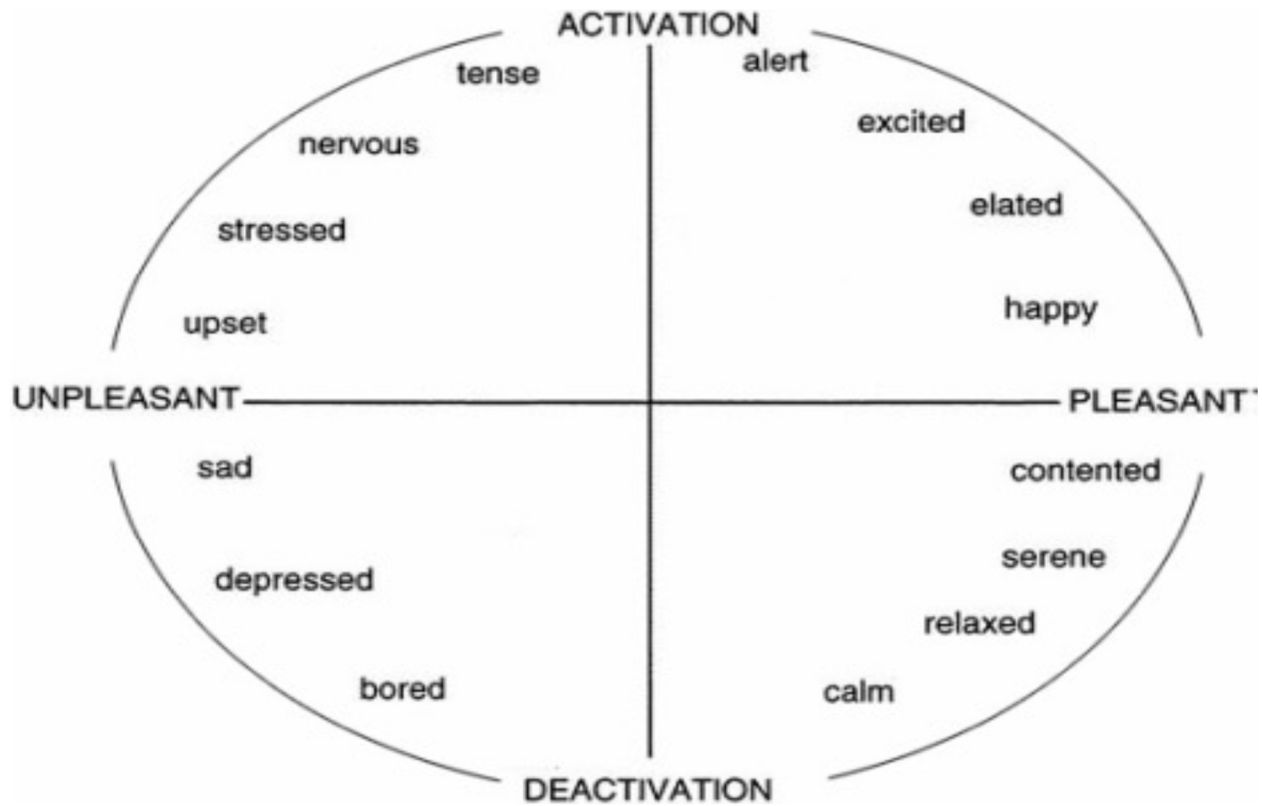 ACTIVATION
tense
alert
nervous
excited
stressed
elated
upset
happy
UNPLEASANT
PLEASANT
sad
contented
depressed
serene
relaxed
bored
calm
DEACTIVATION